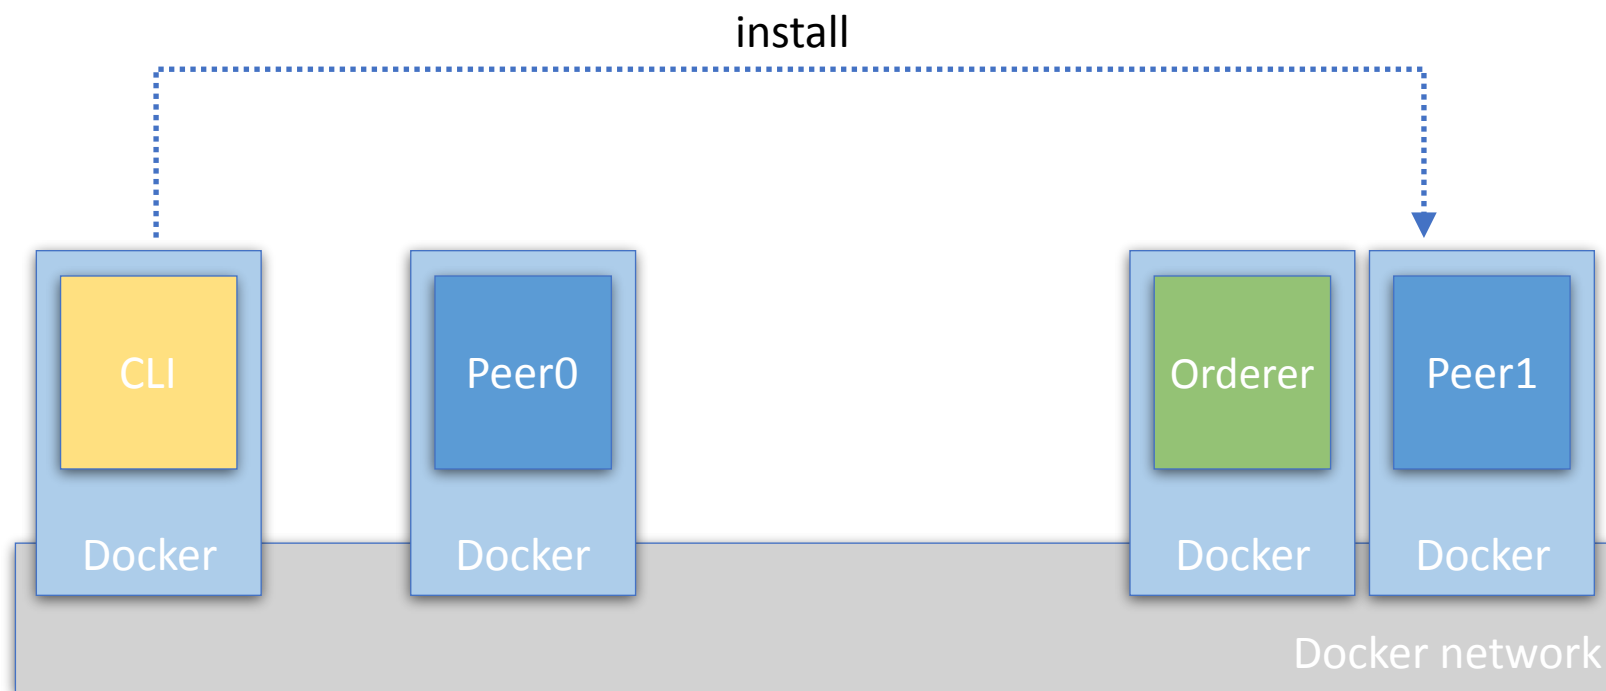 install
CLI
Peer0
Orderer
Peer1
Docker
Docker
Docker
Docker
Docker network